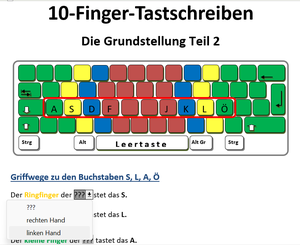 10-Finger-Tastschreiben
Die Grundstellung Teil 2
A S D F J K L Ö
Strg Alt Leertaste Alt Gr Strg
Griffwege zu den Buchstaben S, L, A, Ö
Der Ringfinger der ??? tastet das S.
??? tastet das L.
rechten Hand
linken Hand
Der kleine Finger der ??? tastet das A.